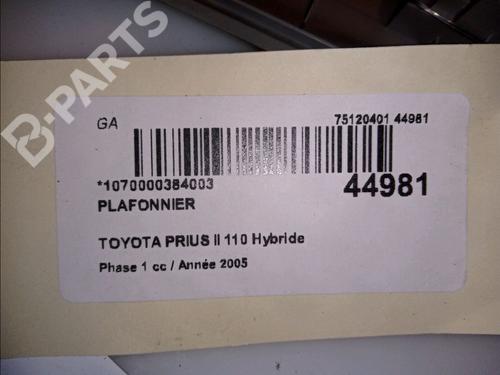 B-PARTS
GA
75120401 44981
*1070000384003
44981
PLAFONNIER
TOYOTA PRIUS II 110 Hybride
Phase 1 cc / Année 2005